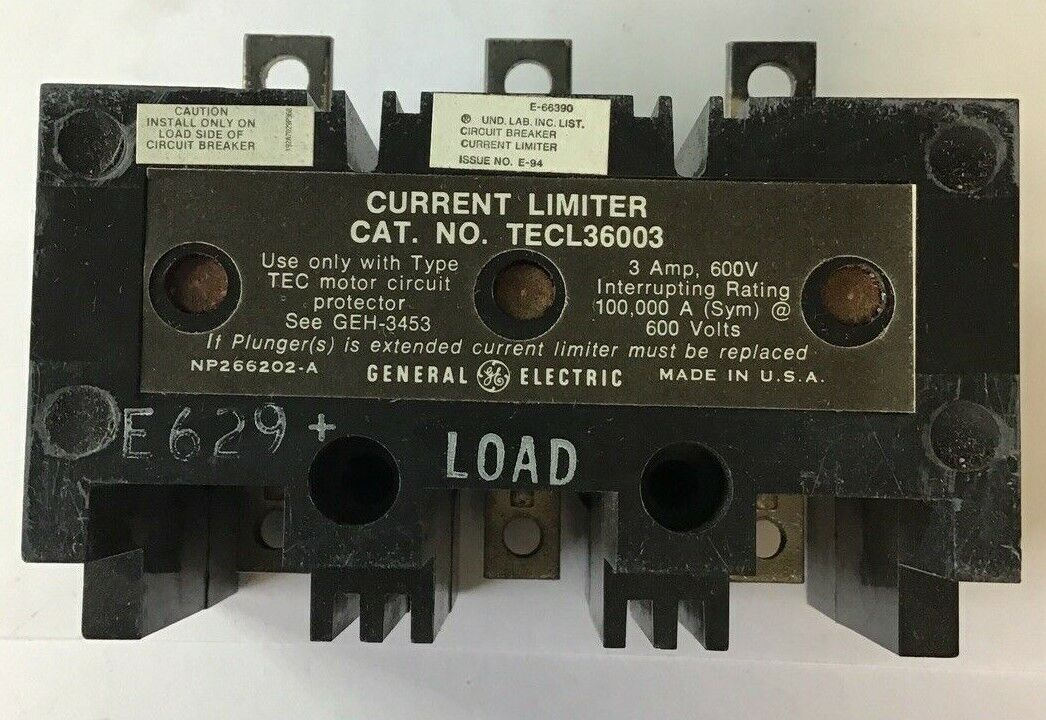 CAUTION
INSTALL ONLY ON
LOAD SIDE OF
CIRCUIT BREAKER
E-66390
® UND. LAB. INC. LIST.
CIRCUIT BREAKER
CURRENT LIMITER
ISSUE NO. E-94
CURRENT LIMITER
CAT. NO. TECL36003
Use only with Type
TEC motor circuit
protector
See GEH-3453
3 Amp, 600V
Interrupting Rating
100,000 A (Sym) @
600 Volts
If Plunger(s) is extended current limiter must be replaced
NP266202-A
GENERAL GE ELECTRIC
MADE IN U.S.A.
E629+
LOAD